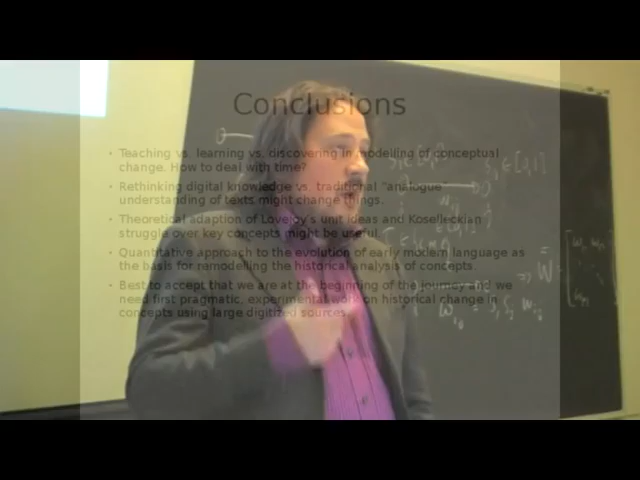 Conclusions
• Teaching vs. learning vs. discovering in modelling of conceptual
change. How to deal with time?
• Rethinking digital knowledge vs. traditional "analogue"
understanding of texts might change things.
• Theoretical adaption of Lovejoy's unit ideas and Koselleckian
struggle over key concepts might be useful.
• Quantitative approach to the evolution of early modern language as
the basis for remodelling the historical analysis of concepts.
• Best to accept that we are at the beginning of the journey and we
need first pragmatic, experimental work on historical change in
concepts using large digitized sources.